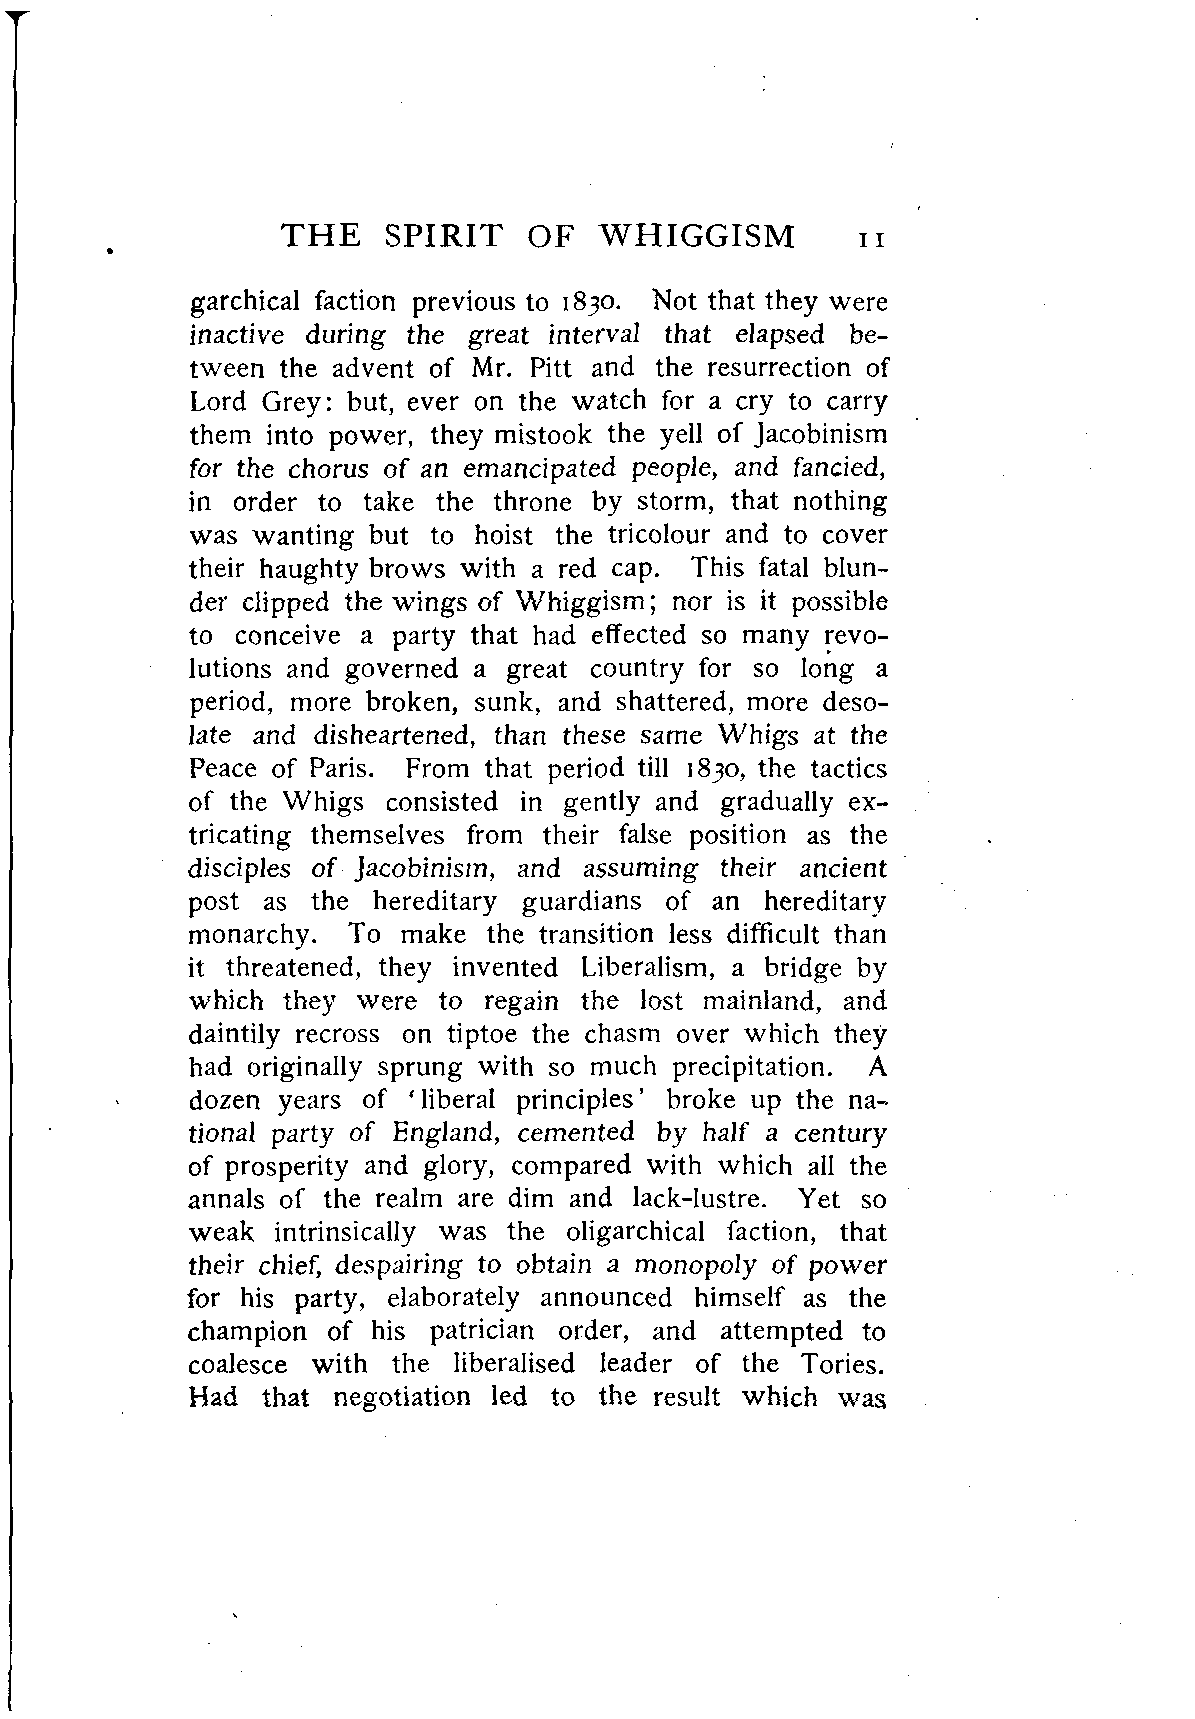 THE SPIRIT OF WHIGGISM 11
garchical faction previous to 1830. Not that they were
inactive during the great interval that elapsed be-
tween the advent of Mr. Pitt and the resurrection of
Lord Grey: but, ever on the watch for a cry to carry
them into power, they mistook the yell of Jacobinism
for the chorus of an emancipated people, and fancied,
in order to take the throne by storm, that nothing
was wanting but to hoist the tricolour and to cover
their haughty brows with a red cap. This fatal blun-
der clipped the wings of Whiggism; nor is it possible
to conceive a party that had effected so many revo-
lutions and governed a great country for so long a
period, more broken, sunk, and shattered, more deso-
late and disheartened, than these same Whigs at the
Peace of Paris. From that period till 1830, the tactics
of the Whigs consisted in gently and gradually ex-
tricating themselves from their false position as the
disciples of Jacobinism, and assuming their ancient
post as the hereditary guardians of an hereditary
monarchy. To make the transition less difficult than
it threatened, they invented Liberalism, a bridge by
which they were to regain the lost mainland, and
daintily recross on tiptoe the chasm over which they
had originally sprung with so much precipitation. A
dozen years of 'liberal principles' broke up the na-
tional party of England, cemented by half a century
of prosperity and glory, compared with which all the
annals of the realm are dim and lack-lustre. Yet so
weak intrinsically was the oligarchical faction, that
their chief, despairing to obtain a monopoly of power
for his party, elaborately announced himself as the
champion of his patrician order, and attempted to
coalesce with the liberalised leader of the Tories.
Had that negotiation led to the result which was